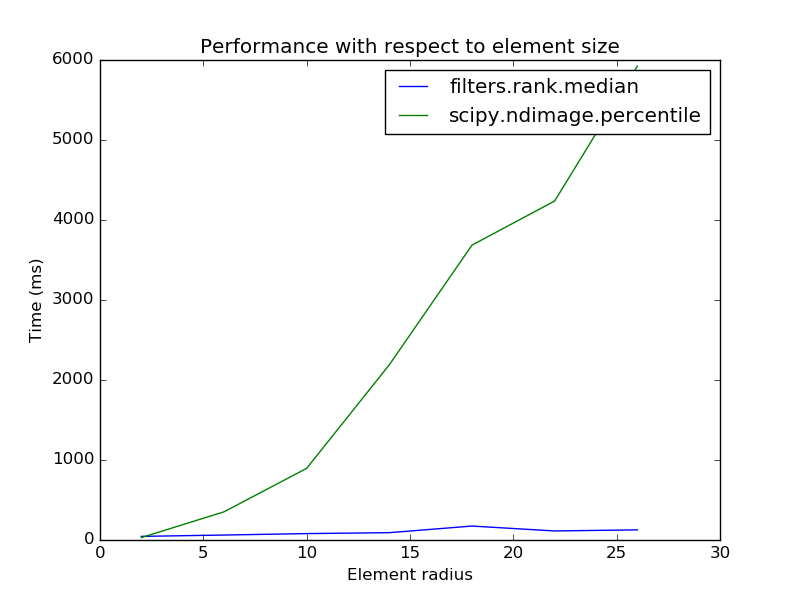 Performance with respect to element size
filters.rank.median
scipy.ndimage.percentile
6000
5000
4000
3000
2000
1000
0
Time (ms)
0 5 10 15 20 25 30
Element radius